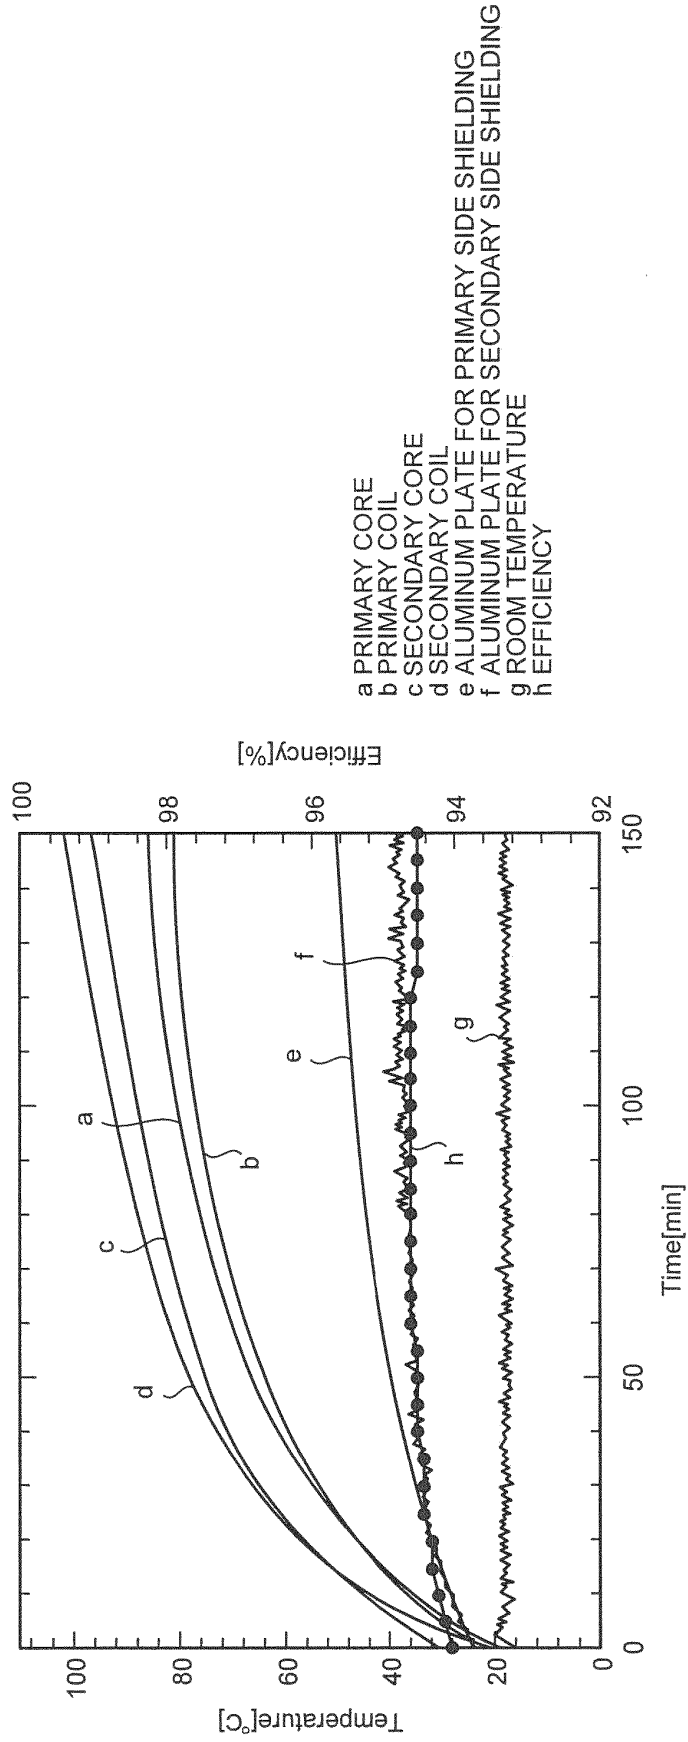 Temperature[°C]
100
80
60
40
20
0
Efficiency[%]
100
98
96
94
92
0
50
100
150
Time[min]
d
c
a
b
e
f
h
g
a PRIMARY CORE
b PRIMARY COIL
c SECONDARY CORE
d SECONDARY COIL
e ALUMINUM PLATE FOR PRIMARY SIDE SHIELDING
f ALUMINUM PLATE FOR SECONDARY SIDE SHIELDING
g ROOM TEMPERATURE
h EFFICIENCY